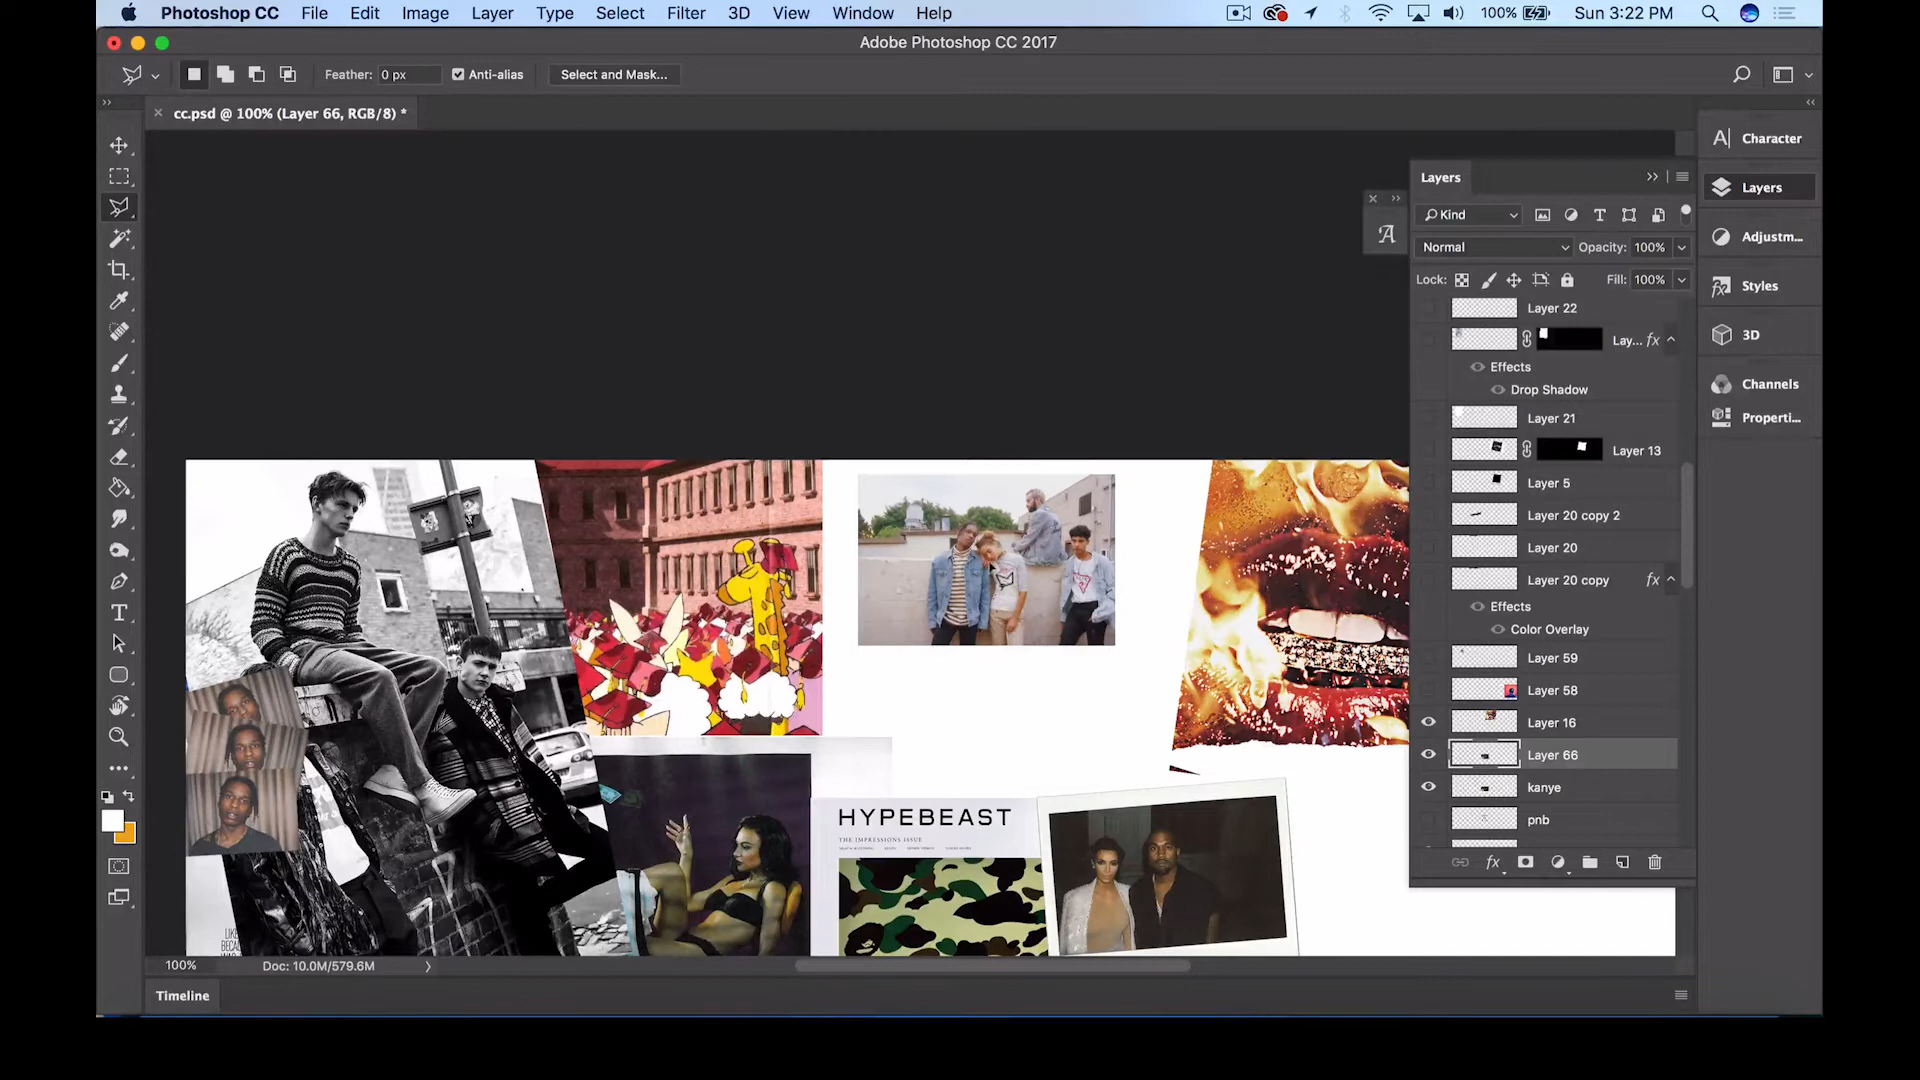 Photoshop CC File Edit Image Layer Type Select Filter 3D View Window Help 100% Sun 3:22 PM
Adobe Photoshop CC 2017
Feather: 0 px Anti-alias Select and Mask...
cc.psd @ 100% (Layer 66, RGB/8) *
Character
Layers
Adjustm...
Styles
3D
Channels
Properti...
Layers
Kind
Normal Opacity: 100%
Lock: Fill: 100%
Layer 22
Lay... fx
Effects
Drop Shadow
Layer 21
Layer 13
Layer 5
Layer 20 copy 2
Layer 20
Layer 20 copy fx
Effects
Color Overlay
Layer 59
Layer 58
Layer 16
Layer 66
kanye
pnb
fx
HYPEBEAST
THE IMPRESSIONS ISSUE
100% Doc: 10.0M/579.6M
Timeline